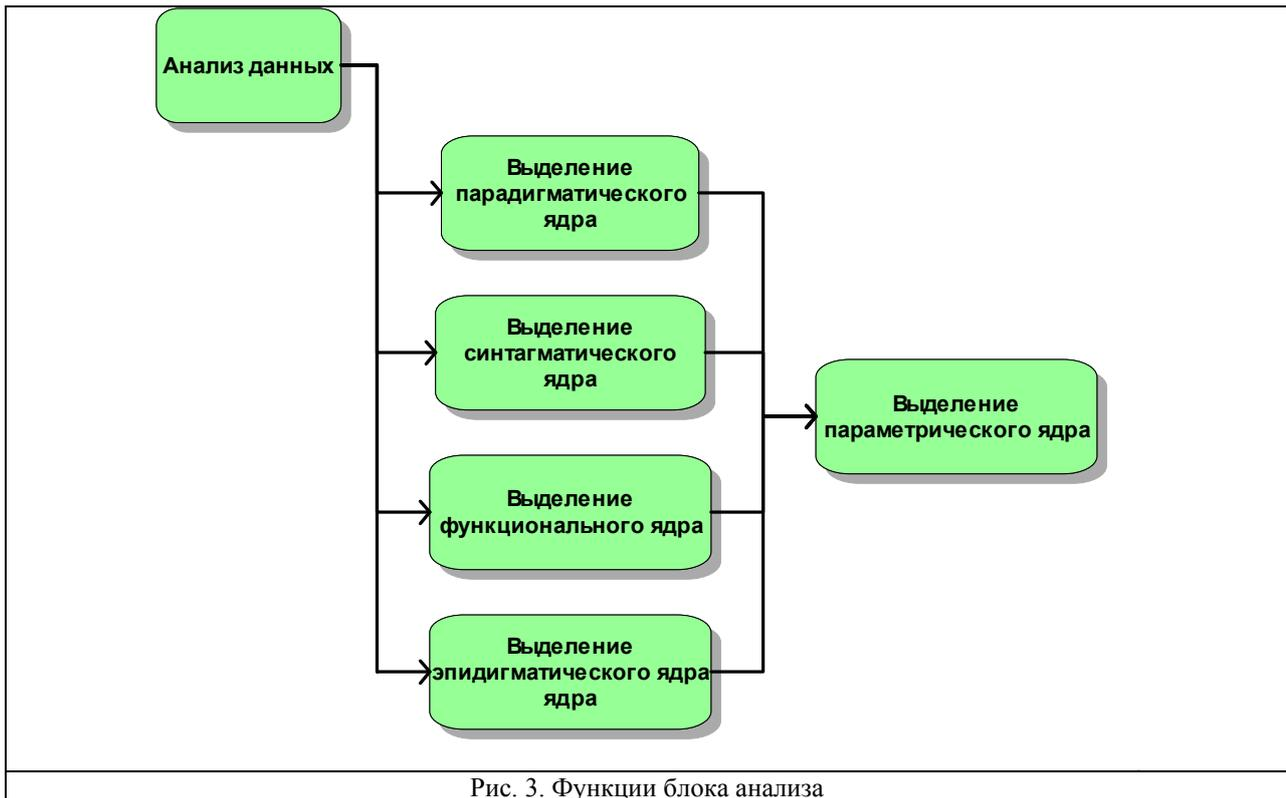 Анализ данных
Выделение
парадигматического
ядра
Выделение
синтагматического
ядра
Выделение
функционального ядра
Выделение
эпидигматического ядра
ядра
Выделение
параметрического ядра
Рис. 3. Функции блока анализа